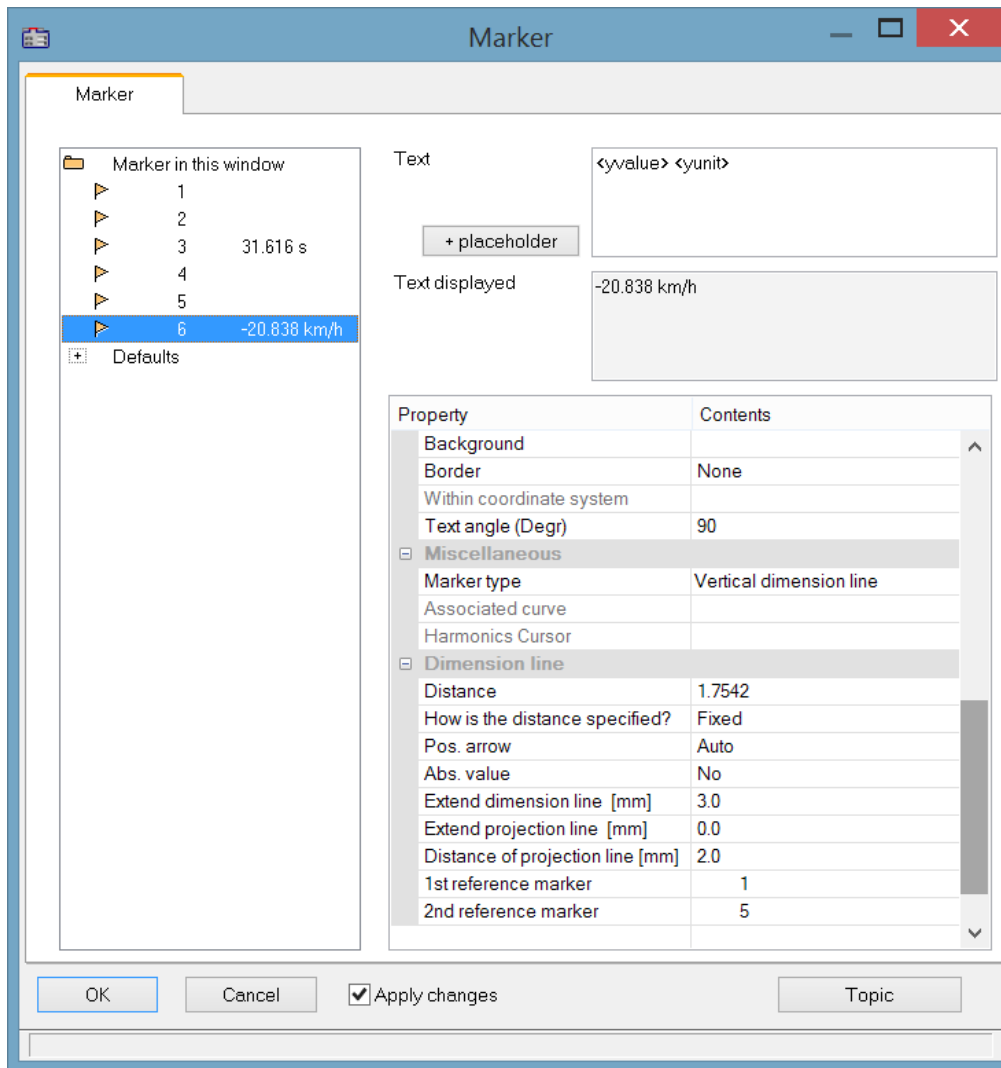 Marker
Marker
Marker in this window
1
2
3 31.616 s
4
5
6 -20.838 km/h
Defaults
Text
<yvalue> <yunit>
+ placeholder
Text displayed
-20.838 km/h
Property Contents
Background
Border None
Within coordinate system
Text angle (Degr) 90
Miscellaneous
Marker type Vertical dimension line
Associated curve
Harmonics Cursor
Dimension line
Distance 1.7542
How is the distance specified? Fixed
Pos. arrow Auto
Abs. value No
Extend dimension line [mm] 3.0
Extend projection line [mm] 0.0
Distance of projection line [mm] 2.0
1st reference marker 1
2nd reference marker 5
OK Cancel Apply changes Topic